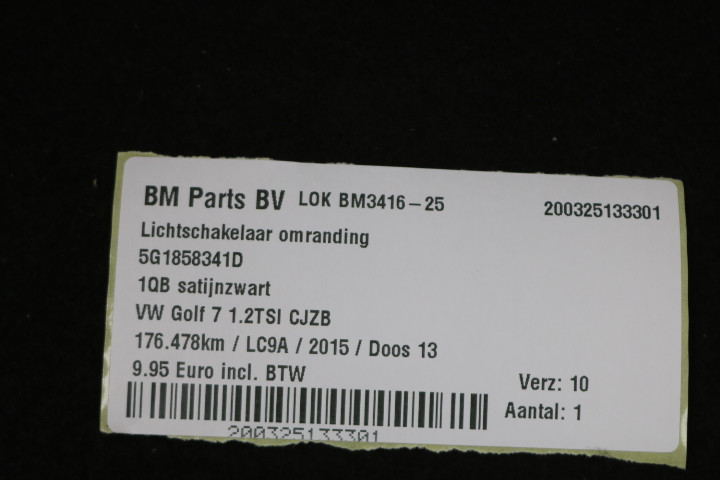 BM Parts BV LOK BM3416-25 200325133301
Lichtschakelaar omranding
5G1858341D
1QB satijnzwart
VW Golf 7 1.2TSI CJZB
176.478km / LC9A / 2015 / Doos 13
9.95 Euro incl. BTW
Verz: 10
Aantal: 1
200325133301